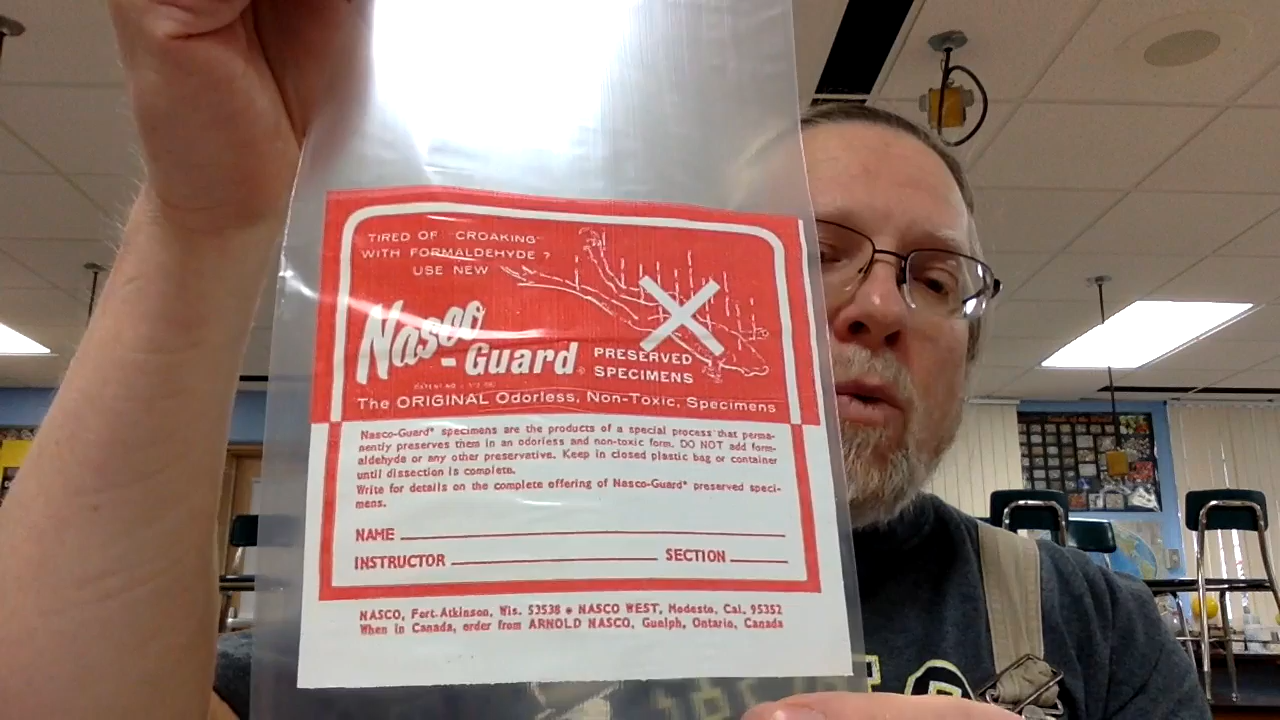 TIRED OF "CROAKING"
WITH FORMALDEHYDE ?
USE NEW
Nasco
-Guard®
PRESERVED
SPECIMENS
The ORIGINAL Odorless, Non-Toxic, Specimens
Nasco-Guard® specimens are the products of a special process that perma-
nently preserves them in an odorless and non-toxic form. DO NOT add form-
aldehyde or any other preservative. Keep in closed plastic bag or container
until dissection is complete.
Write for details on the complete offering of Nasco-Guard® preserved speci-
mens.
NAME
INSTRUCTOR SECTION
NASCO, Fort Atkinson, Wis. 53538 • NASCO WEST, Modesto, Cal. 95352
When in Canada, order from ARNOLD NASCO, Guelph, Ontario, Canada